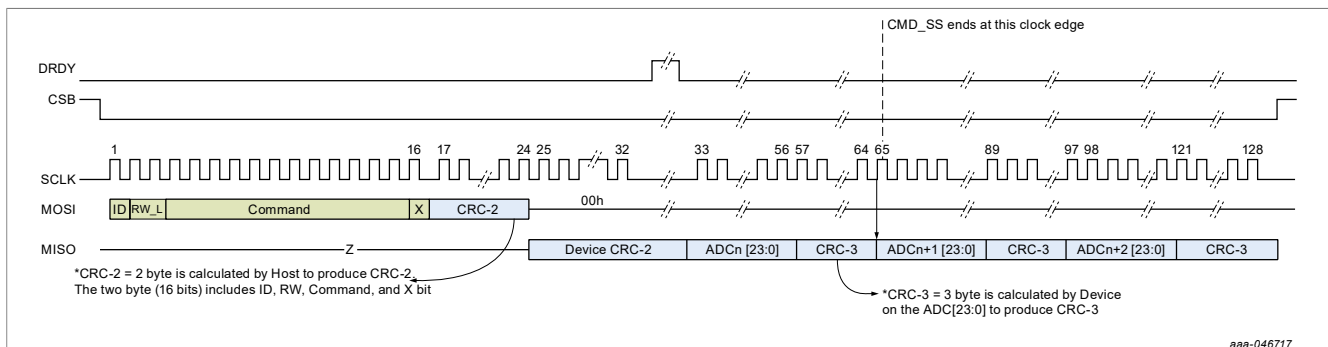 CMD_SS ends at this clock edge
DRDY
CSB
1 16 17 24 25 32 33 56 57 64 65 89 97 98 121 128
SCLK
MOSI ID RW_L Command X CRC-2 00h
MISO Z Device CRC-2 ADCn [23:0] CRC-3 ADCn+1 [23:0] CRC-3 ADCn+2 [23:0] CRC-3
*CRC-2 = 2 byte is calculated by Host to produce CRC-2.
The two byte (16 bits) includes ID, RW, Command, and X bit
*CRC-3 = 3 byte is calculated by Device
on the ADC[23:0] to produce CRC-3
aaa-046717